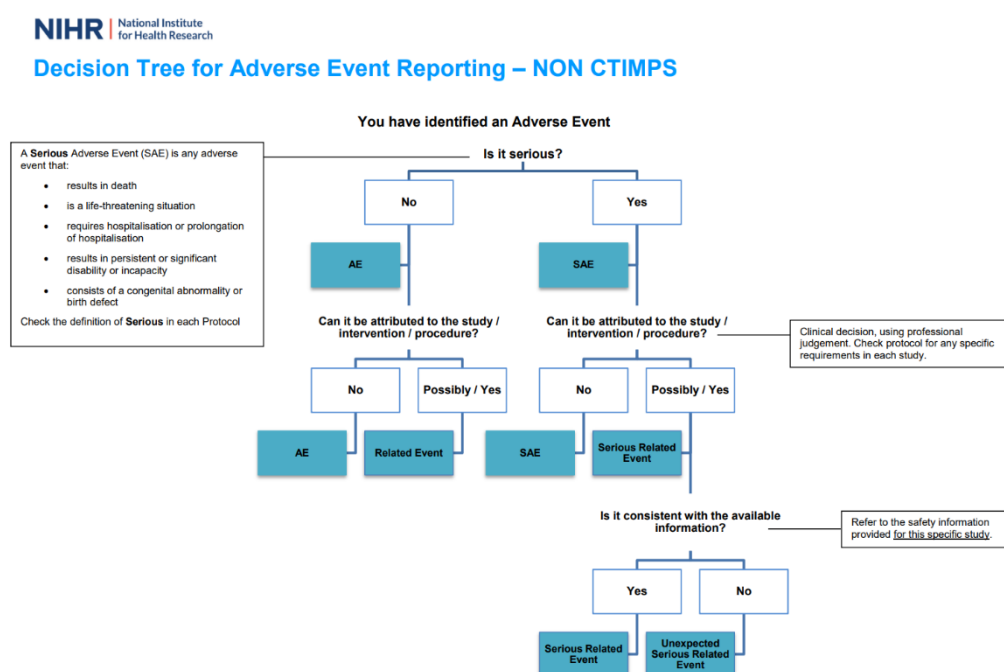 NIHR | National Institute
for Health Research
Decision Tree for Adverse Event Reporting – NON CTIMPS
You have identified an Adverse Event
Is it serious?
A Serious Adverse Event (SAE) is any adverse
event that:
• results in death
• is a life-threatening situation
• requires hospitalisation or prolongation
of hospitalisation
• results in persistent or significant
disability or incapacity
• consists of a congenital abnormality or
birth defect
Check the definition of Serious in each Protocol
No
Yes
AE
SAE
Can it be attributed to the study /
intervention / procedure?
Can it be attributed to the study /
intervention / procedure?
Clinical decision, using professional
judgement. Check protocol for any specific
requirements in each study.
No
Possibly / Yes
No
Possibly / Yes
AE
Related Event
SAE
Serious Related
Event
Is it consistent with the available
information?
Refer to the safety information
provided for this specific study.
Yes
No
Serious Related
Event
Unexpected
Serious Related
Event